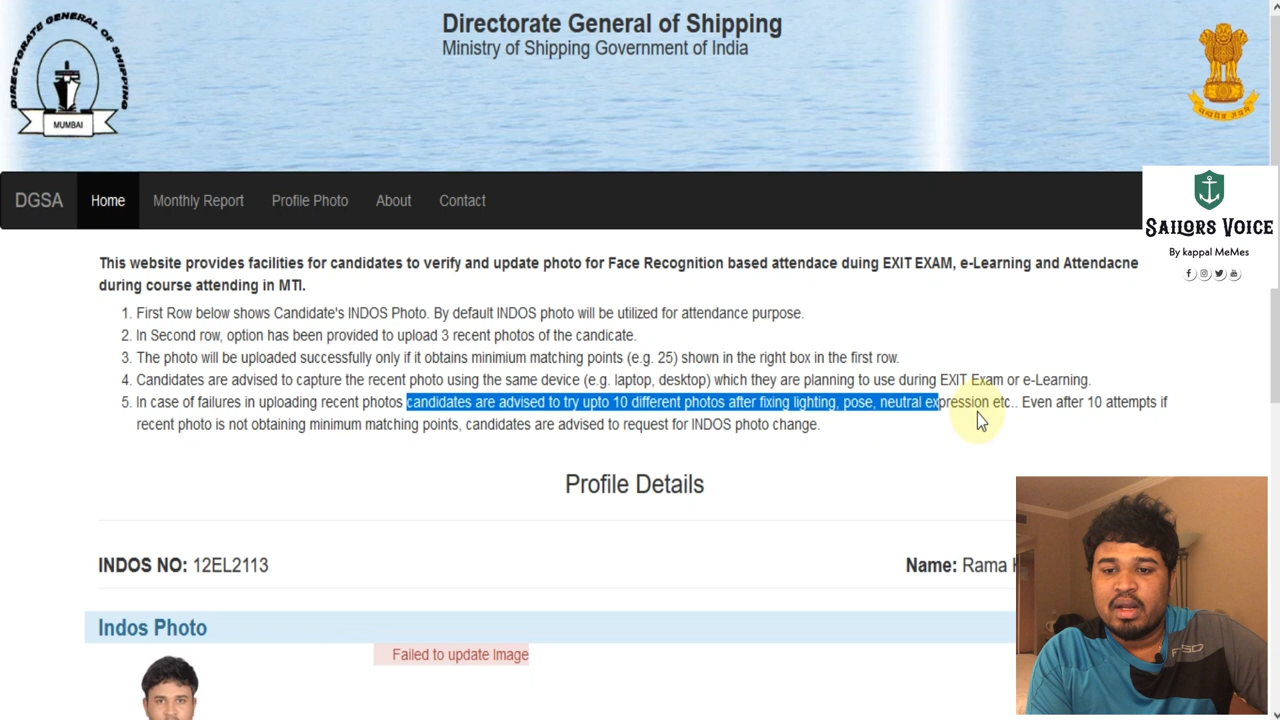 Directorate General of Shipping
Ministry of Shipping Government of India
DIRECTORATE GENERAL OF SHIPPING
MUMBAI
DGSA Home Monthly Report Profile Photo About Contact
SAILORS VOICE
By kappal MeMes
This website provides facilities for candidates to verify and update photo for Face Recognition based attendace duing EXIT EXAM, e-Learning and Attendacne
during course attending in MTI.
1. First Row below shows Candidate's INDOS Photo. By default INDOS photo will be utilized for attendance purpose.
2. In Second row, option has been provided to upload 3 recent photos of the candicate.
3. The photo will be uploaded successfully only if it obtains minimium matching points (e.g. 25) shown in the right box in the first row.
4. Candidates are advised to capture the recent photo using the same device (e.g. laptop, desktop) which they are planning to use during EXIT Exam or e-Learning.
5. In case of failures in uploading recent photos candidates are advised to try upto 10 different photos after fixing lighting, pose, neutral expression etc.. Even after 10 attempts if
recent photo is not obtaining minimum matching points, candidates are advised to request for INDOS photo change.
Profile Details
INDOS NO: 12EL2113
Name: Rama
Indos Photo
Failed to update Image